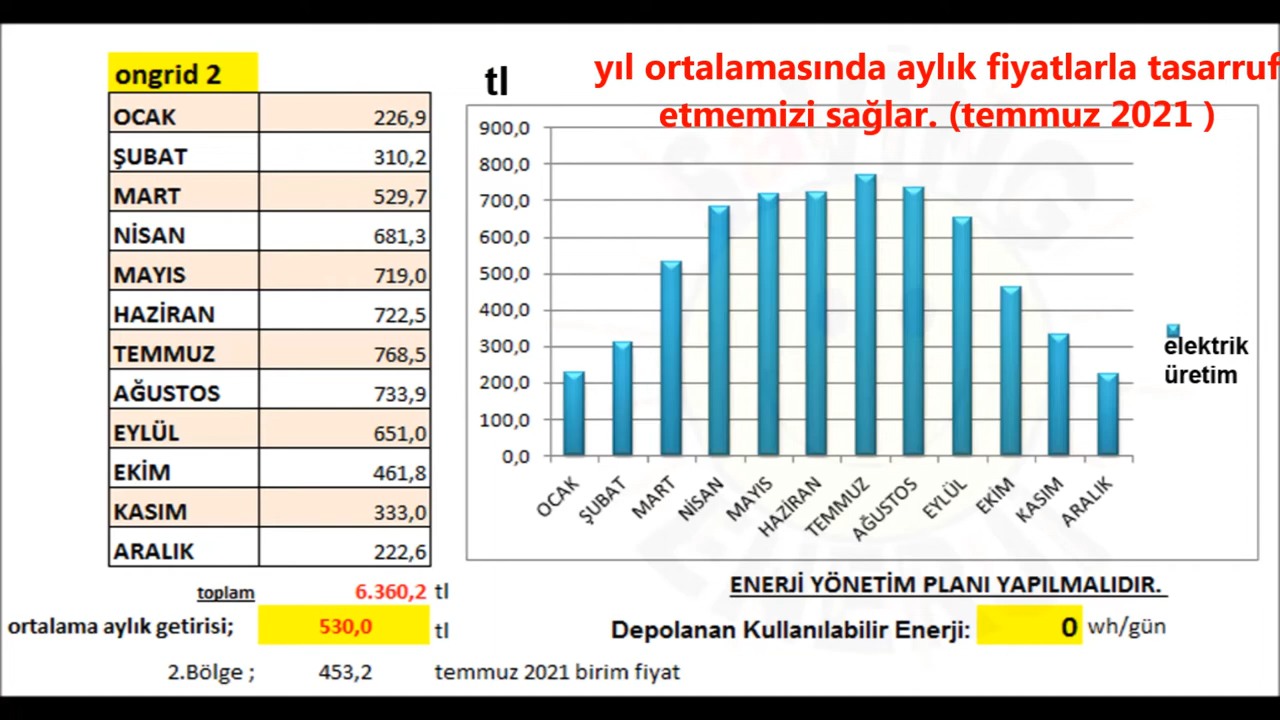 ongrid 2
OCAK 226,9
ŞUBAT 310,2
MART 529,7
NİSAN 681,3
MAYIS 719,0
HAZİRAN 722,5
TEMMUZ 768,5
AĞUSTOS 733,9
EYLÜL 651,0
EKİM 461,8
KASIM 333,0
ARALIK 222,6
toplam 6.360,2 tl
ortalama aylık getirisi; 530,0 tl
2.Bölge ; 453,2 temmuz 2021 birim fiyat
tl
yıl ortalamasında aylık fiyatlarla tasarruf
etmemizi sağlar. (temmuz 2021 )
900,0
800,0
700,0
600,0
500,0
400,0
300,0
200,0
100,0
0,0
OCAK
ŞUBAT
MART
NİSAN
MAYIS
HAZİRAN
TEMMUZ
AĞUSTOS
EYLÜL
EKİM
KASIM
ARALIK
elektrik
üretim
ENERJİ YÖNETİM PLANI YAPILMALIDIR.
Depolanan Kullanılabilir Enerji: 0 wh/gün